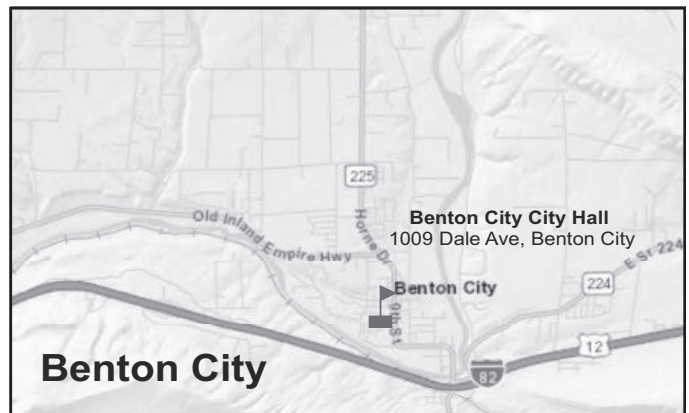 225
Old Inland Empire Hwy
Horne Dr
Benton City City Hall
1009 Dale Ave, Benton City
E SR 224
224
Benton City
9th St
12
82
Benton City